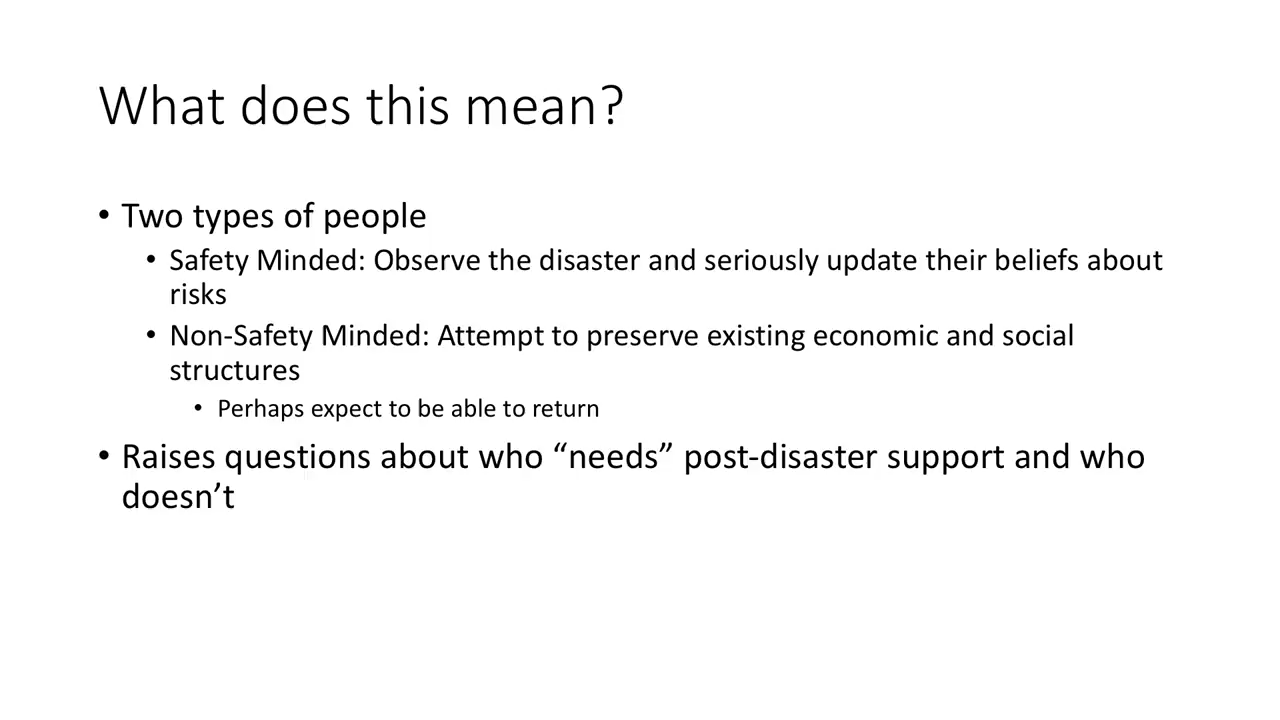 What does this mean?
• Two types of people
• Safety Minded: Observe the disaster and seriously update their beliefs about
risks
• Non-Safety Minded: Attempt to preserve existing economic and social
structures
• Perhaps expect to be able to return
• Raises questions about who “needs” post-disaster support and who
doesn’t